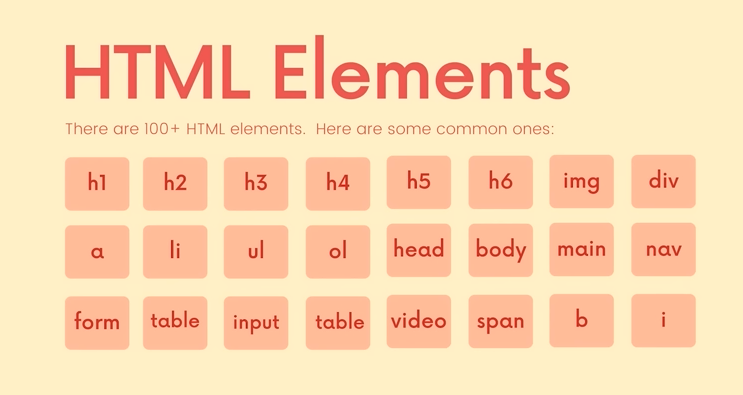 HTML Elements
There are 100+ HTML elements. Here are some common ones:
h1 h2 h3 h4 h5 h6 img div
a li ul ol head body main nav
form table input table video span b i